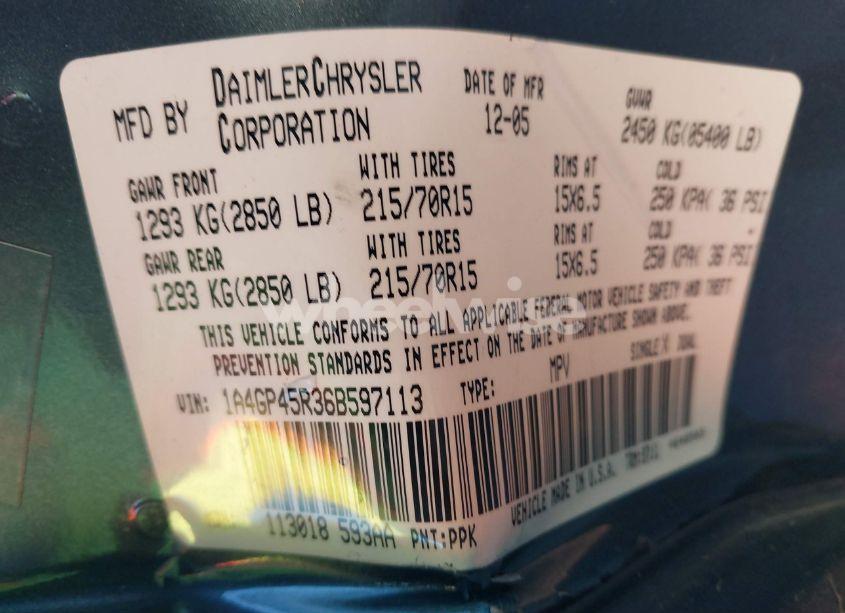 MFD BY DAIMLERCHRYSLER CORPORATION
DATE OF MFR 12-05
GVWR 2450 KG(05400 LB)
GAWR FRONT WITH TIRES RIMS AT COLD
1293 KG(2850 LB) 215/70R15 15X6.5 250 KPA( 36 PSI
GAWR REAR WITH TIRES RIMS AT COLD
1293 KG(2850 LB) 215/70R15 15X6.5 250 KPA( 36 PSI
wheelwise
THIS VEHICLE CONFORMS TO ALL APPLICABLE FEDERAL MOTOR VEHICLE SAFETY AND THEFT
PREVENTION STANDARDS IN EFFECT ON THE DATE OF MANUFACTURE SHOWN ABOVE.
VIN: 1A4GP45R36B597113 TYPE: MPV SINGLE X DUAL
VEHICLE MADE IN U.S.A.
113018 593AA PNT:PPK